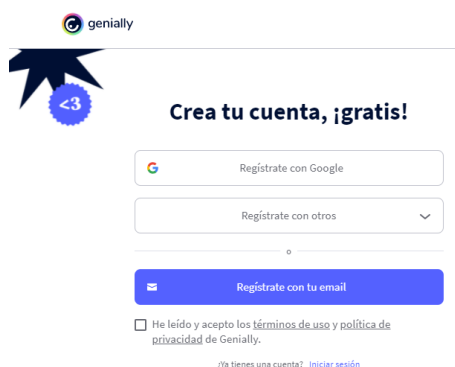 genially
<3
Crea tu cuenta, ¡gratis!
Regístrate con Google
Regístrate con otros
o
Regístrate con tu email
He leído y acepto los términos de uso y política de
privacidad de Genially.
¿Ya tienes una cuenta? Iniciar sesión